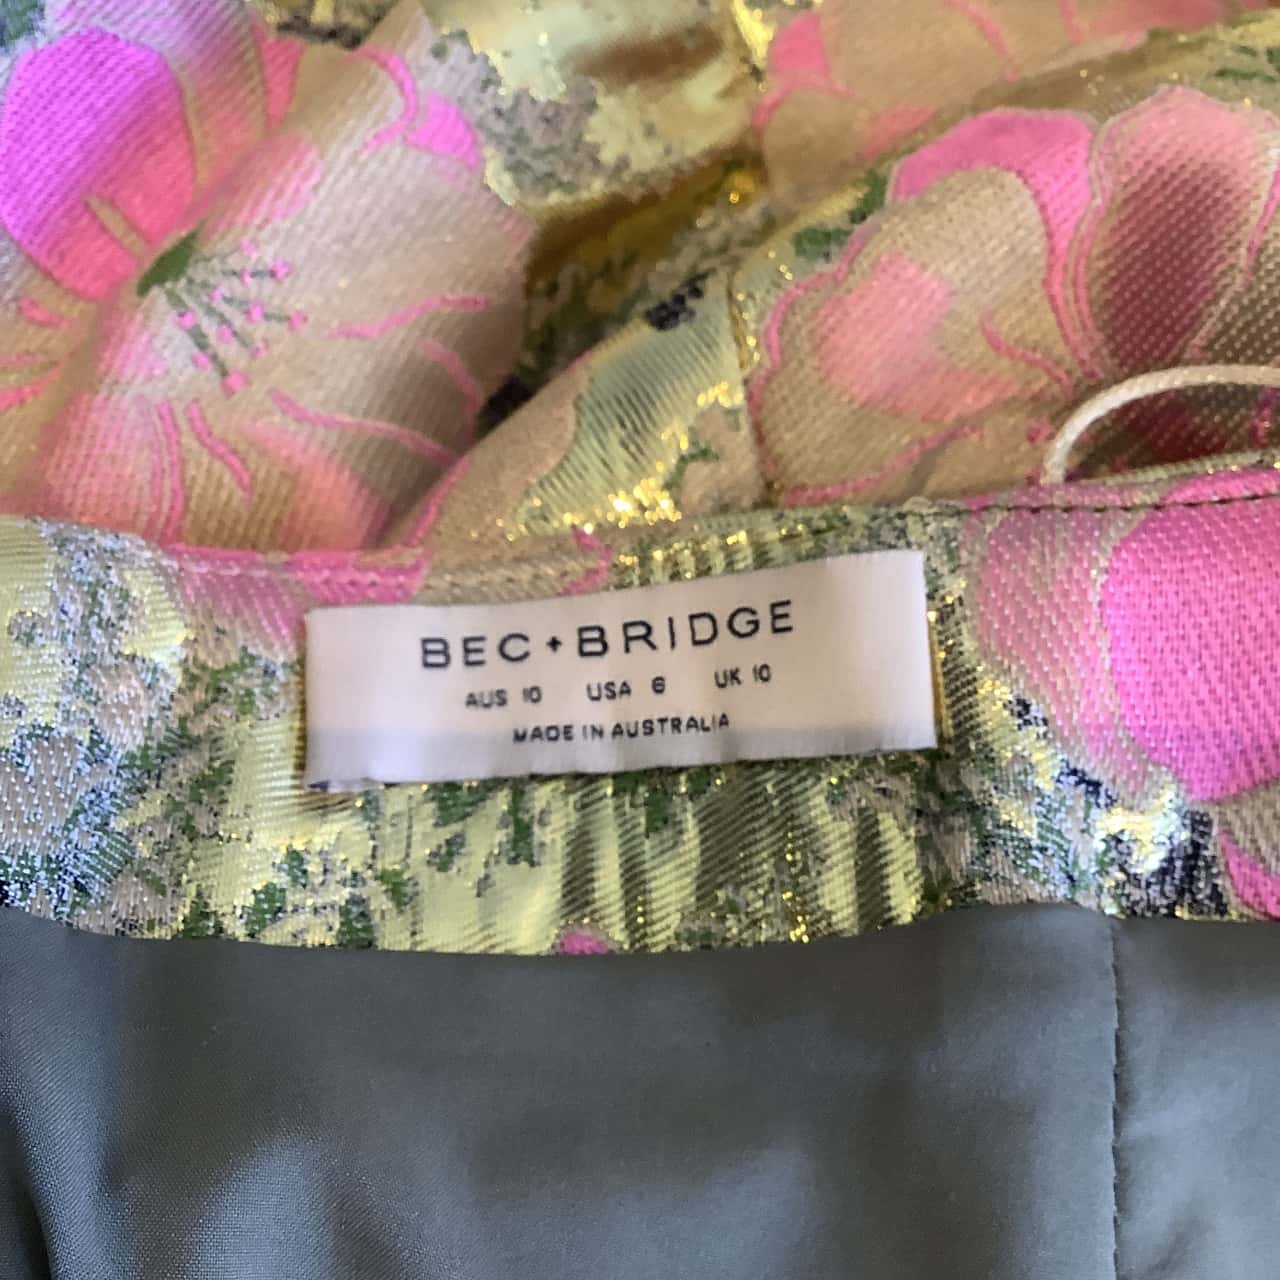 BEC+BRIDGE
AUS 10 USA 6 UK 10
MADE IN AUSTRALIA